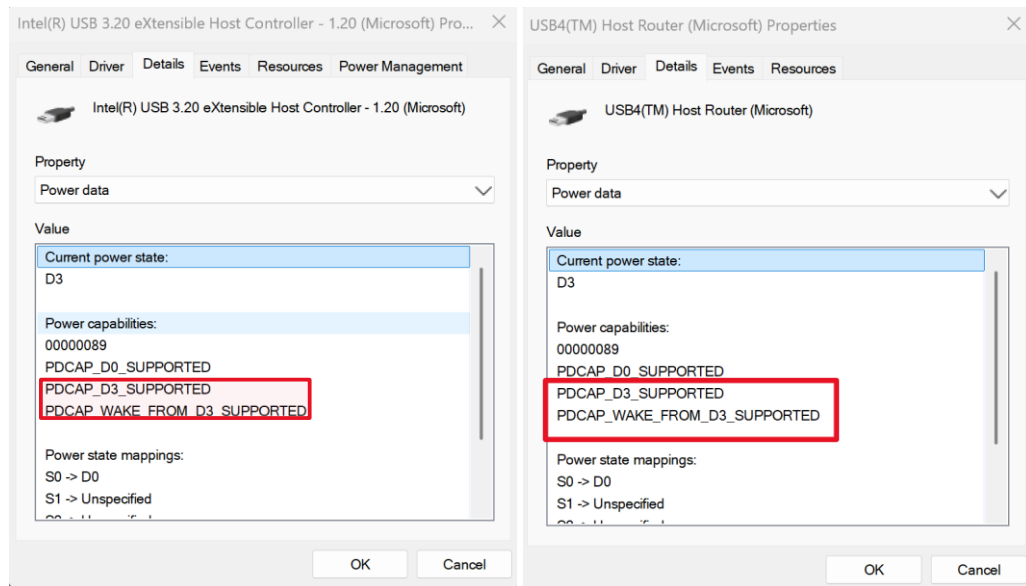 Intel(R) USB 3.20 eXtensible Host Controller - 1.20 (Microsoft) Pro...
General Driver Details Events Resources Power Management
Intel(R) USB 3.20 eXtensible Host Controller - 1.20 (Microsoft)
Property
Power data
Value
Current power state:
D3
Power capabilities:
00000089
PDCAP_D0_SUPPORTED
PDCAP_D3_SUPPORTED
PDCAP_WAKE_FROM_D3_SUPPORTED
Power state mappings:
S0 -> D0
S1 -> Unspecified
OK Cancel
USB4(TM) Host Router (Microsoft) Properties
General Driver Details Events Resources
USB4(TM) Host Router (Microsoft)
Property
Power data
Value
Current power state:
D3
Power capabilities:
00000089
PDCAP_D0_SUPPORTED
PDCAP_D3_SUPPORTED
PDCAP_WAKE_FROM_D3_SUPPORTED
Power state mappings:
S0 -> D0
S1 -> Unspecified
OK Cancel